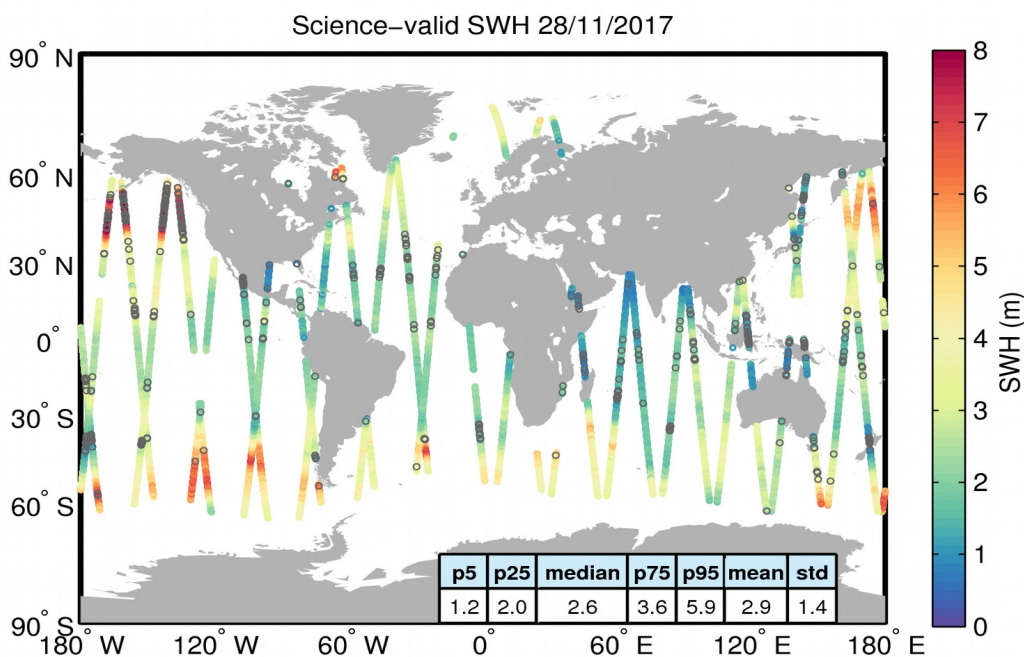 Science−valid SWH 28/11/2017
90° N
60° N
30° N
0°
30° S
60° S
90° S
180° W
120° W
60° W
0°
60° E
120° E
180° E
p5 p25 median p75 p95 mean std
1.2 2.0 2.6 3.6 5.9 2.9 1.4
8
7
6
5
4
3
2
1
0
SWH (m)